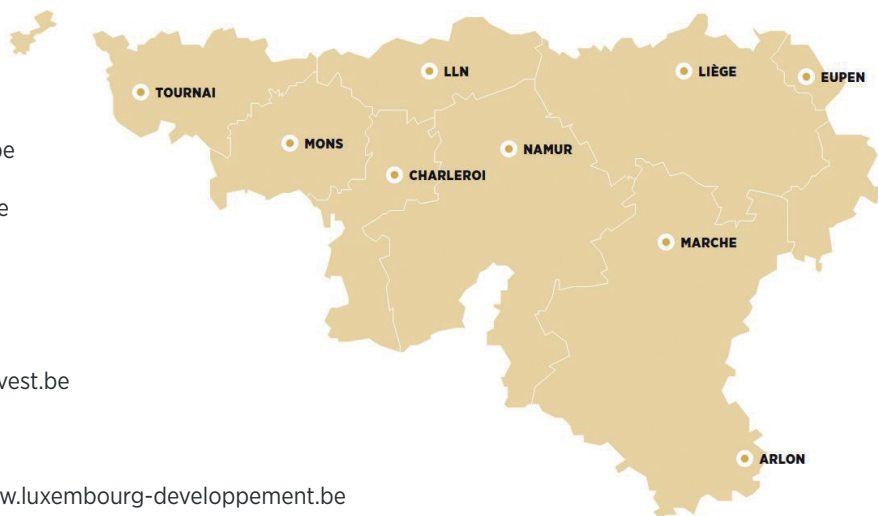 LLN
LIÈGE
EUPEN
TOURNAI
MONS
NAMUR
CHARLEROI
MARCHE
vest.be
ARLON
w.luxembourg-developpement.be